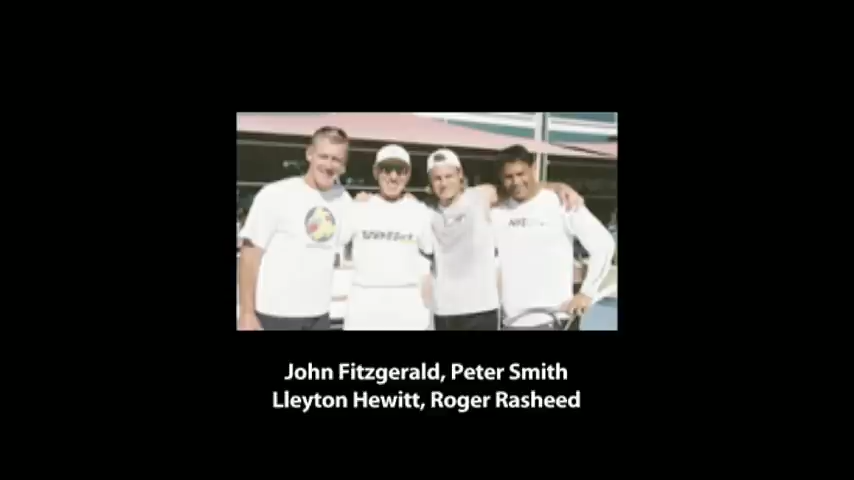 John Fitzgerald, Peter Smith
Lleyton Hewitt, Roger Rasheed